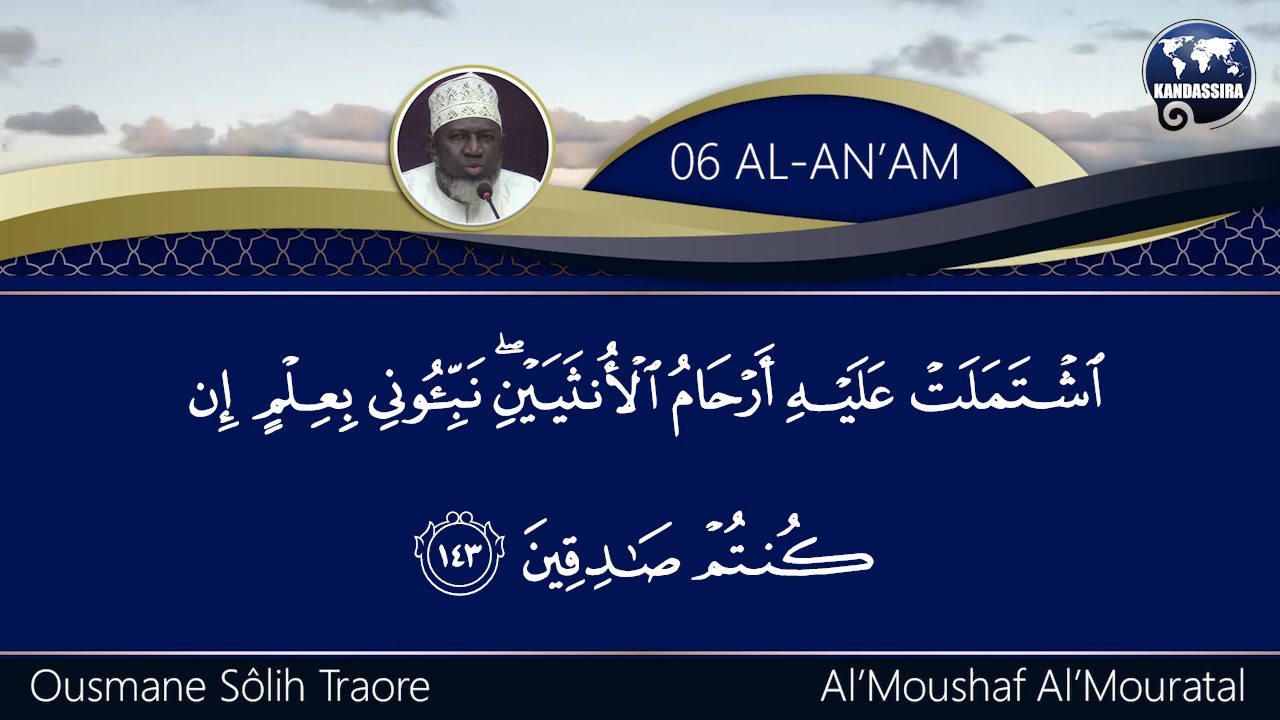 KANDASSIRA
06 AL-AN’AM
ٱشْتَمَلَتْ عَلَيْهِ أَرْحَامُ ٱلْأُنثَيَيْنِۖ نَبِّـُٔونِى بِعِلْمٍ إِن
كُنتُمْ صَٰدِقِينَ ١٤٣
Ousmane Sôlih Traore
Al’Moushaf Al’Mouratal